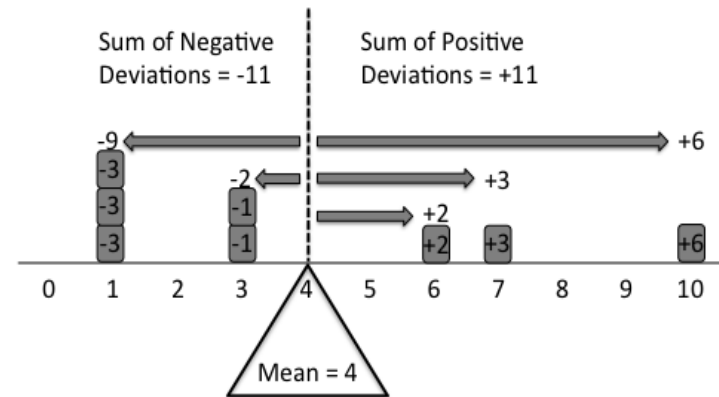 Sum of Negative
Deviations = -11
Sum of Positive
Deviations = +11
-9
+6
-3
-2
+3
-3
-1
+2
-3
-1
+2
+3
+6
0 1 2 3 4 5 6 7 8 9 10
Mean = 4